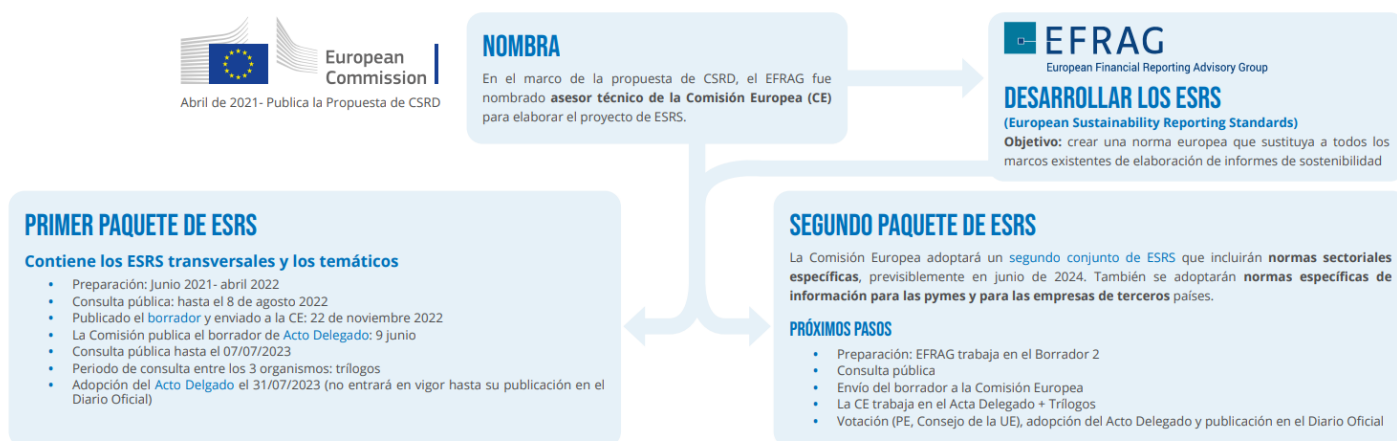 European
Commission
Abril de 2021- Publica la Propuesta de CSRD
NOMBRA
En el marco de la propuesta de CSRD, el EFRAG fue
nombrado asesor técnico de la Comisión Europea (CE)
para elaborar el proyecto de ESRS.
EFRAG
European Financial Reporting Advisory Group
DESARROLLAR LOS ESRS
(European Sustainability Reporting Standards)
Objetivo: crear una norma europea que sustituya a todos los
marcos existentes de elaboración de informes de sostenibilidad
PRIMER PAQUETE DE ESRS
Contiene los ESRS transversales y los temáticos
• Preparación: Junio 2021- abril 2022
• Consulta pública: hasta el 8 de agosto 2022
• Publicado el borrador y enviado a la CE: 22 de noviembre 2022
• La Comisión publica el borrador de Acto Delegado: 9 junio
• Consulta pública hasta el 07/07/2023
• Periodo de consulta entre los 3 organismos: trílogos
• Adopción del Acto Delgado el 31/07/2023 (no entrará en vigor hasta su publicación en el
Diario Oficial)
SEGUNDO PAQUETE DE ESRS
La Comisión Europea adoptará un segundo conjunto de ESRS que incluirán normas sectoriales
específicas, previsiblemente en junio de 2024. También se adoptarán normas específicas de
información para las pymes y para las empresas de terceros países.
PRÓXIMOS PASOS
• Preparación: EFRAG trabaja en el Borrador 2
• Consulta pública
• Envío del borrador a la Comisión Europea
• La CE trabaja en el Acta Delegado + Trílogos
• Votación (PE, Consejo de la UE), adopción del Acto Delegado y publicación en el Diario Oficial